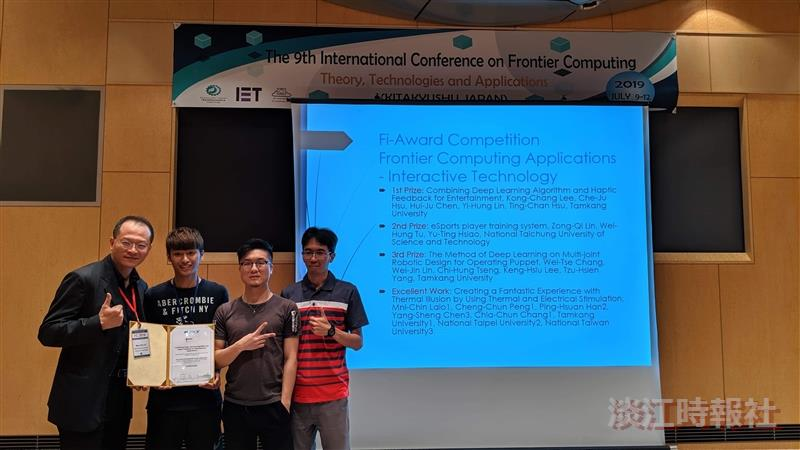 The 9th International Conference on Frontier Computing
Theory, Technologies and Applications
(KITAKYUSHU, JAPAN)
IET
2019
JULY 9-12
Fi-Award Competition
Frontier Computing Applications
- Interactive Technology
1st Prize: Combining Deep Learning Algorithm and Haptic
Feedback for Entertainment, Kong-Chang Lee, Che-Ju
Hsu, Hui-Ju Chen, Yi-Hung Lin, Ting-Chan Hsu, Tamkang
University
2nd Prize: eSports player training system, Zong-Qi Lin, Wei-
Hung Tu, Yu-Ting Hsiao, National Taichung University of
Science and Technology
3rd Prize: The Method of Deep Learning on Multi-joint
Robotic Design for Operating Puppet, Wei-Tse Chang,
Wei-Jin Lin, Chi-Hung Tseng, Keng-Hsiu Lee, Tzu-Hsien
Yang, Tamkang University
Excellent Work: Creating a Fantastic Experience with
Thermal Illusion by Using Thermal and Electrical Stimulation,
Mni-Chin Laio1, Cheng-Chun Peng1, Ping-Hsuan Han2,
Yang-Sheng Chen3, Chia-Chun Chang1, Tamkang
University1, National Taipei University2, National Taiwan
University3
ABERCROMBIE
& FITCH NY
淡江時報社